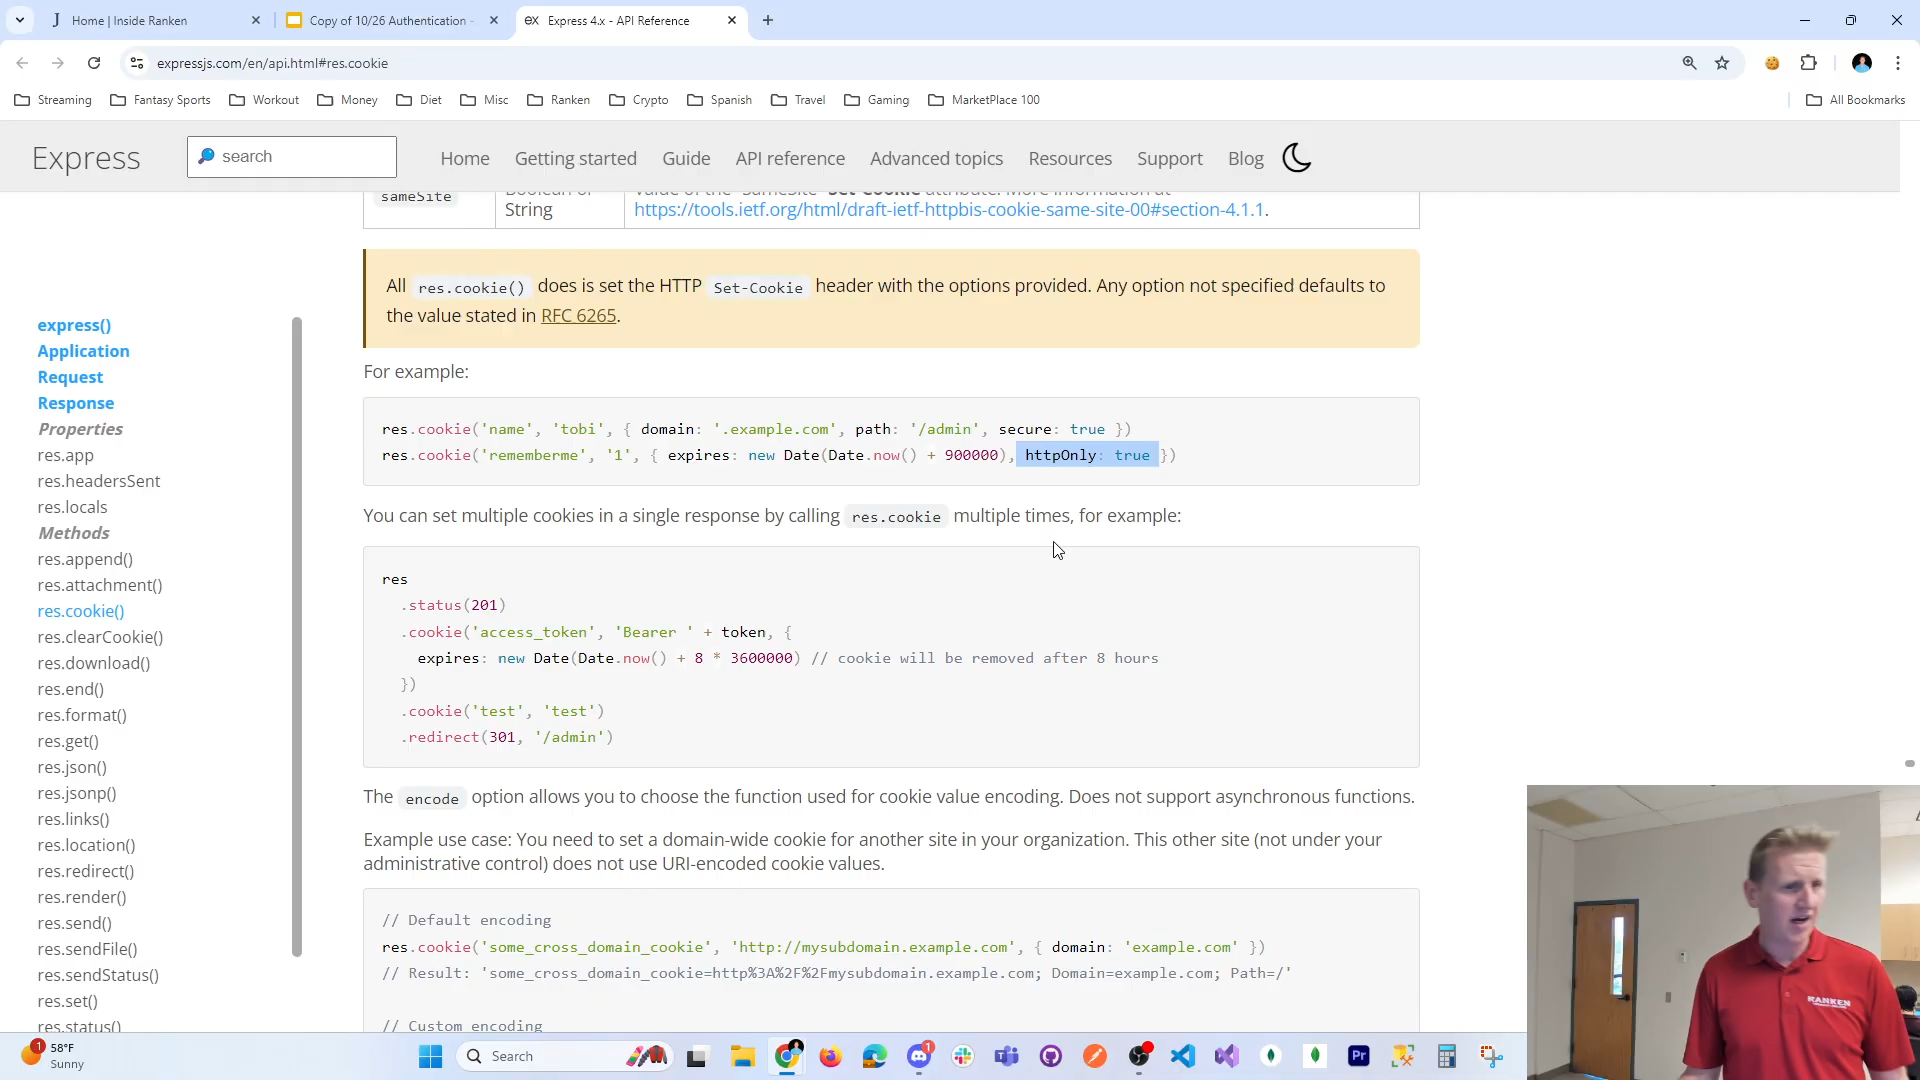 Home | Inside Ranken
Copy of 10/26 Authentication -
Express 4.x - API Reference
expressjs.com/en/api.html#res.cookie
Streaming
Fantasy Sports
Workout
Money
Diet
Misc
Ranken
Crypto
Spanish
Travel
Gaming
MarketPlace 100
All Bookmarks
Express
search
Home
Getting started
Guide
API reference
Advanced topics
Resources
Support
Blog
express()
Application
Request
Response
Properties
res.app
res.headersSent
res.locals
Methods
res.append()
res.attachment()
res.cookie()
res.clearCookie()
res.download()
res.end()
res.format()
res.get()
res.json()
res.jsonp()
res.links()
res.location()
res.redirect()
res.render()
res.send()
res.sendFile()
res.sendStatus()
res.set()
res.status()
sameSite
Boolean or
String
Value of the "SameSite" Set-Cookie attribute. More information at
https://tools.ietf.org/html/draft-ietf-httpbis-cookie-same-site-00#section-4.1.1.
All res.cookie() does is set the HTTP Set-Cookie header with the options provided. Any option not specified defaults to
the value stated in RFC 6265.
For example:
res.cookie('name', 'tobi', { domain: '.example.com', path: '/admin', secure: true })
res.cookie('rememberme', '1', { expires: new Date(Date.now() + 900000), httpOnly: true })
You can set multiple cookies in a single response by calling res.cookie multiple times, for example:
res
.status(201)
.cookie('access_token', 'Bearer ' + token, {
expires: new Date(Date.now() + 8 * 3600000) // cookie will be removed after 8 hours
})
.cookie('test', 'test')
.redirect(301, '/admin')
The encode option allows you to choose the function used for cookie value encoding. Does not support asynchronous functions.
Example use case: You need to set a domain-wide cookie for another site in your organization. This other site (not under your
administrative control) does not use URI-encoded cookie values.
// Default encoding
res.cookie('some_cross_domain_cookie', 'http://mysubdomain.example.com', { domain: 'example.com' })
// Result: 'some_cross_domain_cookie=http%3A%2F%2Fmysubdomain.example.com; Domain=example.com; Path=/'
// Custom encoding
RANKEN
1
58°F
Sunny
Search
1
Pr